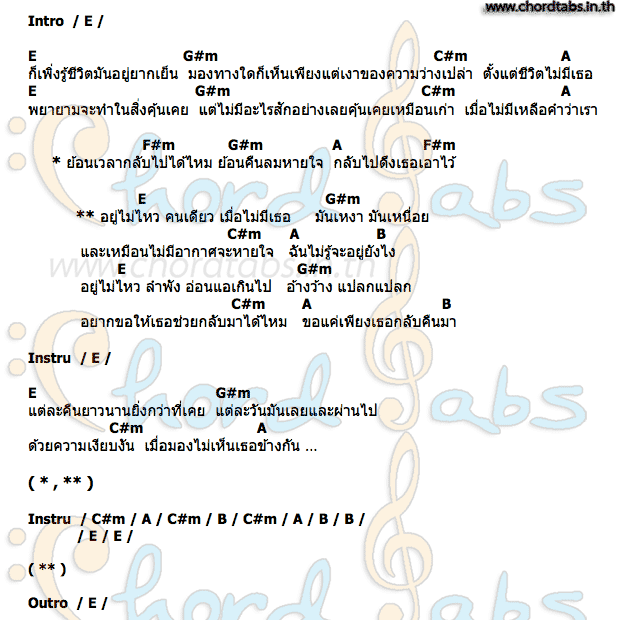 www.chordtabs.in.th
Intro / E /
E G#m C#m A
ก็เพิ่งรู้ชีวิตมันอยู่ยากเย็น มองทางใดก็เห็นเพียงแต่เงาของความว่างเปล่า ตั้งแต่ชีวิตไม่มีเธอ
E G#m C#m A
พยายามจะทำในสิ่งคุ้นเคย แต่ไม่มีอะไรสักอย่างเลยคุ้นเคยเหมือนเก่า เมื่อไม่มีเหลือคำว่าเรา
F#m G#m A F#m
* ย้อนเวลากลับไปได้ไหม ย้อนคืนลมหายใจ กลับไปดึงเธอเอาไว้
E G#m
** อยู่ไม่ไหว คนเดียว เมื่อไม่มีเธอ มันเหงา มันเหนื่อย
C#m A B
และเหมือนไม่มีอากาศจะหายใจ ฉันไม่รู้จะอยู่ยังไง
www.chordtabs.in.th
E G#m
อยู่ไม่ไหว ลำพัง อ่อนแอเกินไป อ้างว้าง แปลกแปลก
C#m A B
อยากขอให้เธอช่วยกลับมาได้ไหม ขอแค่เพียงเธอกลับคืนมา
Instru / E /
E G#m
แต่ละคืนยาวนานยิ่งกว่าที่เคย แต่ละวันมันเลยและผ่านไป
C#m A
ด้วยความเงียบงัน เมื่อมองไม่เห็นเธอข้างกัน ...
( * , ** )
Instru / C#m / A / C#m / B / C#m / A / B / B /
/ E / E /
( ** )
Outro / E /